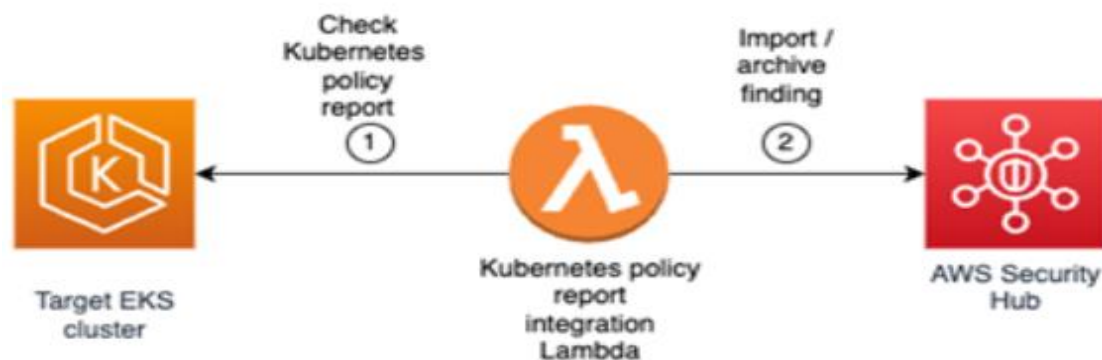 Check
Kubernetes
policy
report
1
Import /
archive
finding
2
K
Target EKS
cluster
Kubernetes policy
report
integration
Lambda
AWS Security
Hub